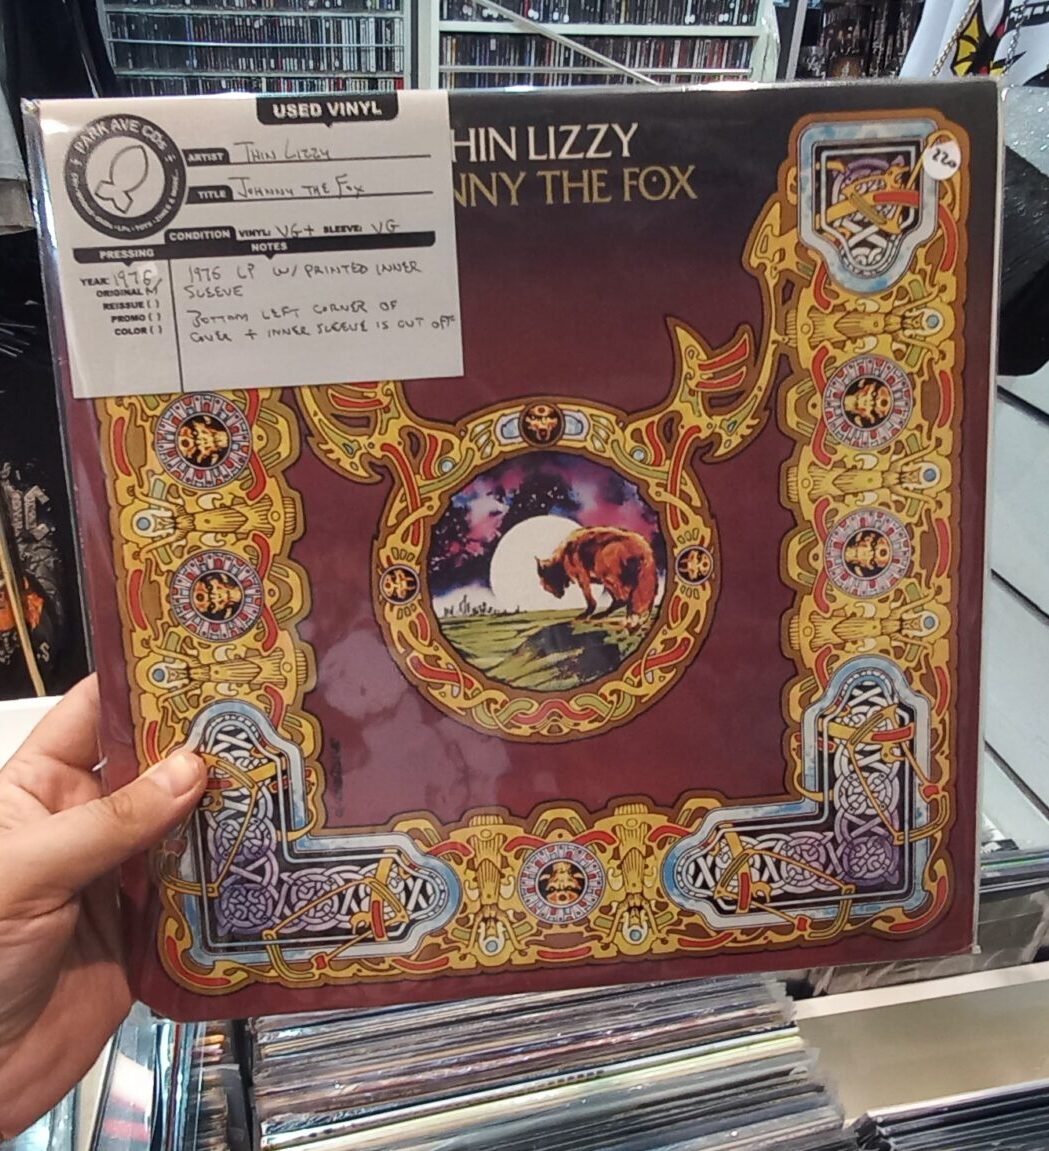 USED VINYL
PARK AVE CDs
ARTIST THIN LIZZY
TITLE JOHNNY THE FOX
CONDITION VINYL: VG+ SLEEVE: VG
PRESSING
NOTES
YEAR: 1976
ORIGINAL
REISSUE ( )
PROMO ( )
COLOR ( )
1976 LP W/ PRINTED INNER
SLEEVE
BOTTOM LEFT CORNER OF
COVER + INNER SLEEVE IS CUT OFF
HIN LIZZY
NNY THE FOX